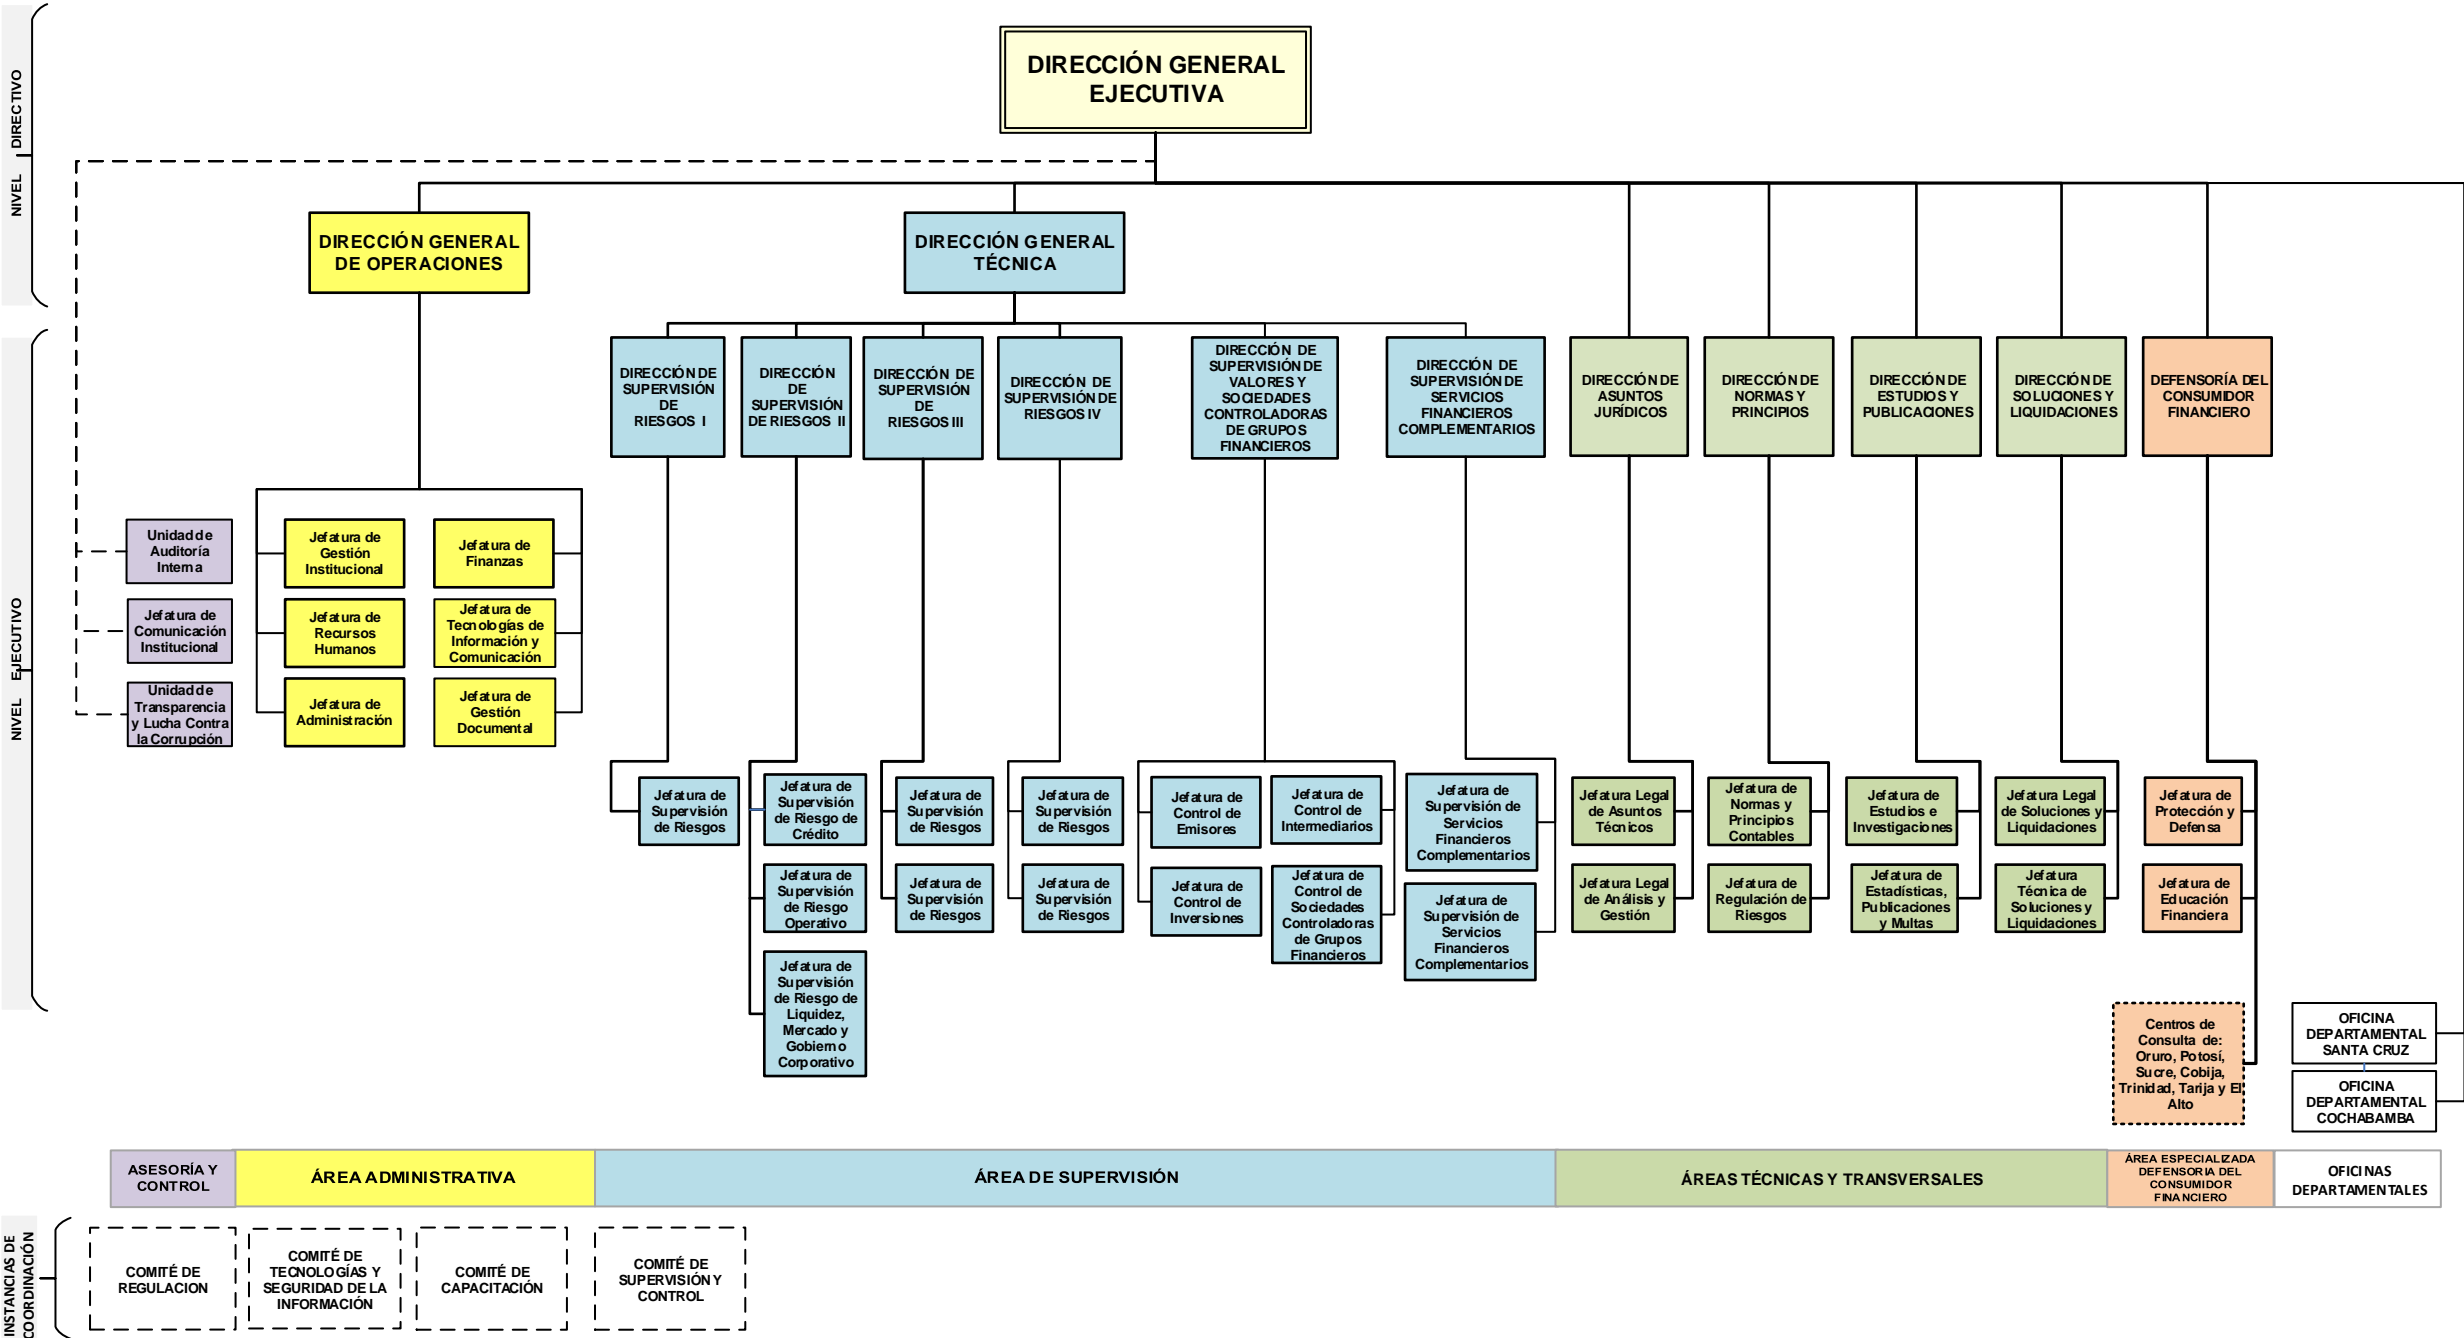 NIVEL DIRECTIVO
DIRECCIÓN GENERAL
EJECUTIVA
DIRECCIÓN GENERAL
DE OPERACIONES
DIRECCIÓN GENERAL
TÉCNICA
NIVEL EJECUTIVO
DIRECCIÓN DE
SUPERVISIÓN
DE
RIESGOS I
DIRECCIÓN
DE
SUPERVISIÓN
DE RIESGOS II
DIRECCIÓN DE
SUPERVISIÓN
DE
RIESGOS III
DIRECCIÓN DE
SUPERVISIÓN DE
RIESGOS IV
DIRECCIÓN DE
SUPERVISIÓN DE
VALORES Y
SOCIEDADES
CONTROLADORAS
DE GRUPOS
FINANCIEROS
DIRECCIÓN DE
SUPERVISIÓN DE
SERVICIOS
FINANCIEROS
COMPLEMENTARIOS
DIRECCIÓN DE
ASUNTOS
JURÍDICOS
DIRECCIÓN DE
NORMAS Y
PRINCIPIOS
DIRECCIÓN DE
ESTUDIOS Y
PUBLICACIONES
DIRECCIÓN DE
SOLUCIONES Y
LIQUIDACIONES
DEFENSORÍA DEL
CONSUMIDOR
FINANCIERO
Unidad de
Auditoría
Interna
Jefatura de
Comunicación
Institucional
Unidad de
Transparencia
y Lucha Contra
la Corrupción
Jefatura de
Gestión
Institucional
Jefatura de
Finanzas
Jefatura de
Recursos
Humanos
Jefatura de
Tecnologías de
Información y
Comunicación
Jefatura de
Administración
Jefatura de
Gestión
Documental
Jefatura de
Supervisión
de Riesgos
Jefatura de
Supervisión
de Riesgo de
Crédito
Jefatura de
Supervisión
de Riesgo
Operativo
Jefatura de
Supervisión
de Riesgo de
Liquidez,
Mercado y
Gobierno
Corporativo
Jefatura de
Supervisión
de Riesgos
Jefatura de
Supervisión
de Riesgos
Jefatura de
Supervisión
de Riesgos
Jefatura de
Supervisión
de Riesgos
Jefatura de
Control de
Emisores
Jefatura de
Control de
Intermediarios
Jefatura de
Control de
Inversiones
Jefatura de
Control de
Sociedades
Controladoras
de Grupos
Financieros
Jefatura de
Supervisión de
Servicios
Financieros
Complementarios
Jefatura de
Supervisión de
Servicios
Financieros
Complementarios
Jefatura Legal
de Asuntos
Técnicos
Jefatura Legal
de Análisis y
Gestión
Jefatura de
Normas y
Principios
Contables
Jefatura de
Regulación de
Riesgos
Jefatura de
Estudios e
Investigaciones
Jefatura de
Estadísticas,
Publicaciones
y Multas
Jefatura Legal
de Soluciones y
Liquidaciones
Jefatura
Técnica de
Soluciones y
Liquidaciones
Jefatura de
Protección y
Defensa
Jefatura de
Educación
Financiera
Centros de
Consulta de:
Oruro, Potosí,
Sucre, Cobija,
Trinidad, Tarija y El
Alto
OFICINA
DEPARTAMENTAL
SANTA CRUZ
OFICINA
DEPARTAMENTAL
COCHABAMBA
ASESORÍA Y
CONTROL
ÁREA ADMINISTRATIVA
ÁREA DE SUPERVISIÓN
ÁREAS TÉCNICAS Y TRANSVERSALES
ÁREA ESPECIALIZADA
DEFENSORIA DEL
CONSUMIDOR
FINANCIERO
OFICINAS
DEPARTAMENTALES
INSTANCIAS DE
COORDINACIÓN
COMITÉ DE
REGULACION
COMITÉ DE
TECNOLOGÍAS Y
SEGURIDAD DE LA
INFORMACIÓN
COMITÉ DE
CAPACITACIÓN
COMITÉ DE
SUPERVISIÓN Y
CONTROL